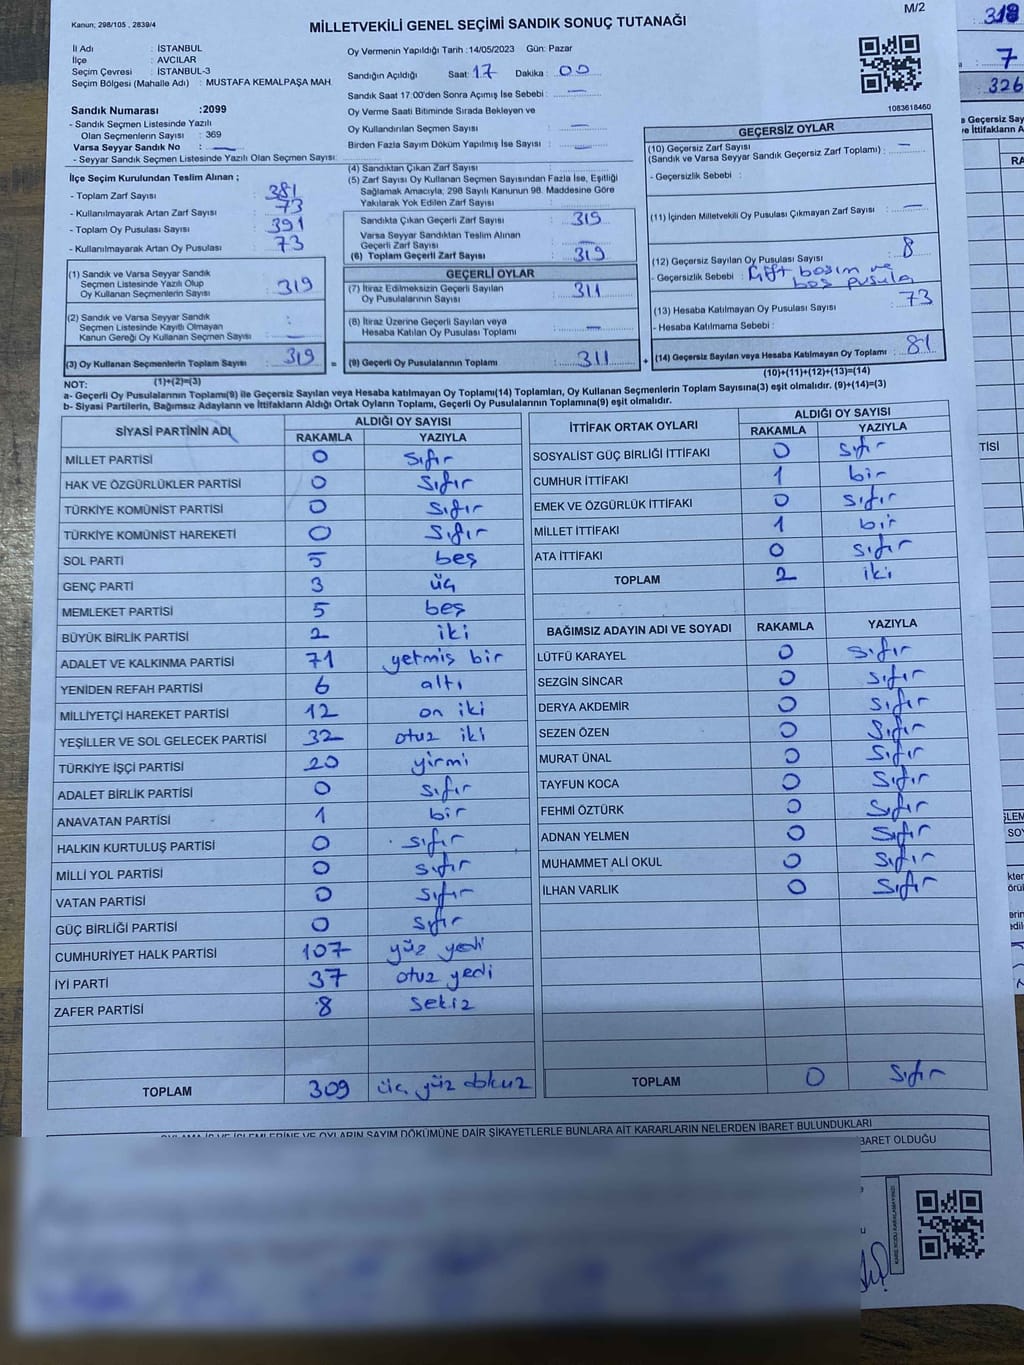 M/2
Kanun; 298/105 , 2839/4
MİLLETVEKİLİ GENEL SEÇİMİ SANDIK SONUÇ TUTANAĞI
İl Adı : İSTANBUL
İlçe : AVCILAR
Seçim Çevresi : İSTANBUL-3
Seçim Bölgesi (Mahalle Adı) : MUSTAFA KEMALPAŞA MAH.
Sandık Numarası :2099
- Sandık Seçmen Listesinde Yazılı
Olan Seçmenlerin Sayısı : 369
Varsa Seyyar Sandık No : —
- Seyyar Sandık Seçmen Listesinde Yazılı Olan Seçmen Sayısı:
İlçe Seçim Kurulundan Teslim Alınan ;
- Toplam Zarf Sayısı : 381
- Kullanılmayarak Artan Zarf Sayısı : 73
- Toplam Oy Pusulası : 391
- Kullanılmayarak Artan Oy Pusulası : 73
(1) Sandık ve Varsa Seyyar Sandık
Seçmen Listesinde Yazılı Olup
Oy Kullanan Seçmenlerin Sayısı : 319
(2) Sandık ve Varsa Seyyar Sandık
Seçmen Listesinde Kayıtlı Olmayan
Kanun Gereği Oy Kullanan Seçmen Sayısı : —
(3) Oy Kullanan Seçmenlerin Toplam Sayısı : 319
(1)+(2)=(3)
Oy Vermenin Yapıldığı Tarih :14/05/2023 Gün: Pazar
Sandığın Açıldığı Saat: 17 Dakika : 00
Sandık Saat 17:00'den Sonra Açımış İse Sebebi : —
Oy Verme Saati Bitiminde Sırada Bekleyen ve
Oy Kullandırılan Seçmen Sayısı : —
Birden Fazla Sayım Döküm Yapılmış İse Sayısı : —
(4) Sandıktan Çıkan Zarf Sayısı :
(5) Zarf Sayısı Oy Kullanan Seçmen Sayısından Fazla İse, Eşitliği
Sağlamak Amacıyla; 298 Sayılı Kanunun 98. Maddesine Göre
Yakılarak Yok Edilen Zarf Sayısı :
Sandıkta Çıkan Geçerli Zarf Sayısı : 319
Varsa Seyyar Sandıktan Teslim Alınan
Geçerli Zarf Sayısı : —
(6) Toplam Geçerli Zarf Sayısı : 319
GEÇERLİ OYLAR
(7) İtiraz Edilmeksizin Geçerli Sayılan
Oy Pusulalarının Sayısı : 311
(8) İtiraz Üzerine Geçerli Sayılan veya
Hesaba Katılan Oy Pusulası Toplamı : —
(9) Geçerli Oy Pusulalarının Toplamı : 311
1083618460
GEÇERSİZ OYLAR
(10) Geçersiz Zarf Sayısı
(Sandık ve Varsa Seyyar Sandık Geçersiz Zarf Toplamı) : —
- Geçersizlik Sebebi :
(11) İçinden Milletvekili Oy Pusulası Çıkmayan Zarf Sayısı : —
(12) Geçersiz Sayılan Oy Pusulası Sayısı : 8
- Geçersizlik Sebebi : Çift basım ve
boş pusula
(13) Hesaba Katılmayan Oy Pusulası Sayısı : 73
- Hesaba Katılmama Sebebi :
(14) Geçersiz Sayılan veya Hesaba Katılmayan Oy Toplamı : 81
(10)+(11)+(12)+(13)=(14)
NOT:
a- Geçerli Oy Pusulalarının Toplamı(9) ile Geçersiz Sayılan veya Hesaba katılmayan Oy Toplamı(14) Toplamları, Oy Kullanan Seçmenlerin Toplam Sayısına(3) eşit olmalıdır. (9)+(14)=(3)
b- Siyasi Partilerin, Bağımsız Adayların ve İttifakların Aldığı Ortak Oyların Toplamı, Geçerli Oy Pusulalarının Toplamına(9) eşit olmalıdır.
SİYASİ PARTİNİN ADI ALDIĞI OY SAYISI
RAKAMLA YAZIYLA
MİLLET PARTİSİ 0 sıfır
HAK VE ÖZGÜRLÜKLER PARTİSİ 0 sıfır
TÜRKİYE KOMÜNİST PARTİSİ 0 sıfır
TÜRKİYE KOMÜNİST HAREKETİ 0 sıfır
SOL PARTİ 5 beş
GENÇ PARTİ 3 üç
MEMLEKET PARTİSİ 5 beş
BÜYÜK BİRLİK PARTİSİ 2 iki
ADALET VE KALKINMA PARTİSİ 71 yetmiş bir
YENİDEN REFAH PARTİSİ 6 altı
MİLLİYETÇİ HAREKET PARTİSİ 12 on iki
YEŞİLLER VE SOL GELECEK PARTİSİ 32 otuz iki
TÜRKİYE İŞÇİ PARTİSİ 20 yirmi
ADALET BİRLİK PARTİSİ 0 sıfır
ANAVATAN PARTİSİ 1 bir
HALKIN KURTULUŞ PARTİSİ 0 sıfır
MİLLİ YOL PARTİSİ 0 sıfır
VATAN PARTİSİ 0 sıfır
GÜÇ BİRLİĞİ PARTİSİ 0 sıfır
CUMHURİYET HALK PARTİSİ 107 yüz yedi
İYİ PARTİ 37 otuz yedi
ZAFER PARTİSİ 8 sekiz
TOPLAM 309 üç yüz dokuz
İTTİFAK ORTAK OYLARI ALDIĞI OY SAYISI
RAKAMLA YAZIYLA
SOSYALİST GÜÇ BİRLİĞİ İTTİFAKI 0 sıfır
CUMHUR İTTİFAKI 1 bir
EMEK VE ÖZGÜRLÜK İTTİFAKI 0 sıfır
MİLLET İTTİFAKI 1 bir
ATA İTTİFAKI 0 sıfır
TOPLAM 2 iki
BAĞIMSIZ ADAYIN ADI VE SOYADI RAKAMLA YAZIYLA
LÜTFÜ KARAYEL 0 sıfır
SEZGİN SİNCAR 0 sıfır
DERYA AKDEMİR 0 sıfır
SEZEN ÖZEN 0 sıfır
MURAT ÜNAL 0 sıfır
TAYFUN KOCA 0 sıfır
FEHMİ ÖZTÜRK 0 sıfır
ADNAN YELMEN 0 sıfır
MUHAMMET ALİ OKUL 0 sıfır
İLHAN VARLIK 0 sıfır
TOPLAM 0 sıfır
OYLAMA İŞ VE İŞLEMLERİNE VE OYLARIN SAYIM DÖKÜMÜNE DAİR ŞİKAYETLERLE BUNLARA AİT KARARLARIN NELERDEN İBARET BULUNDUKLARI
BARET OLDUĞU
318
7
326